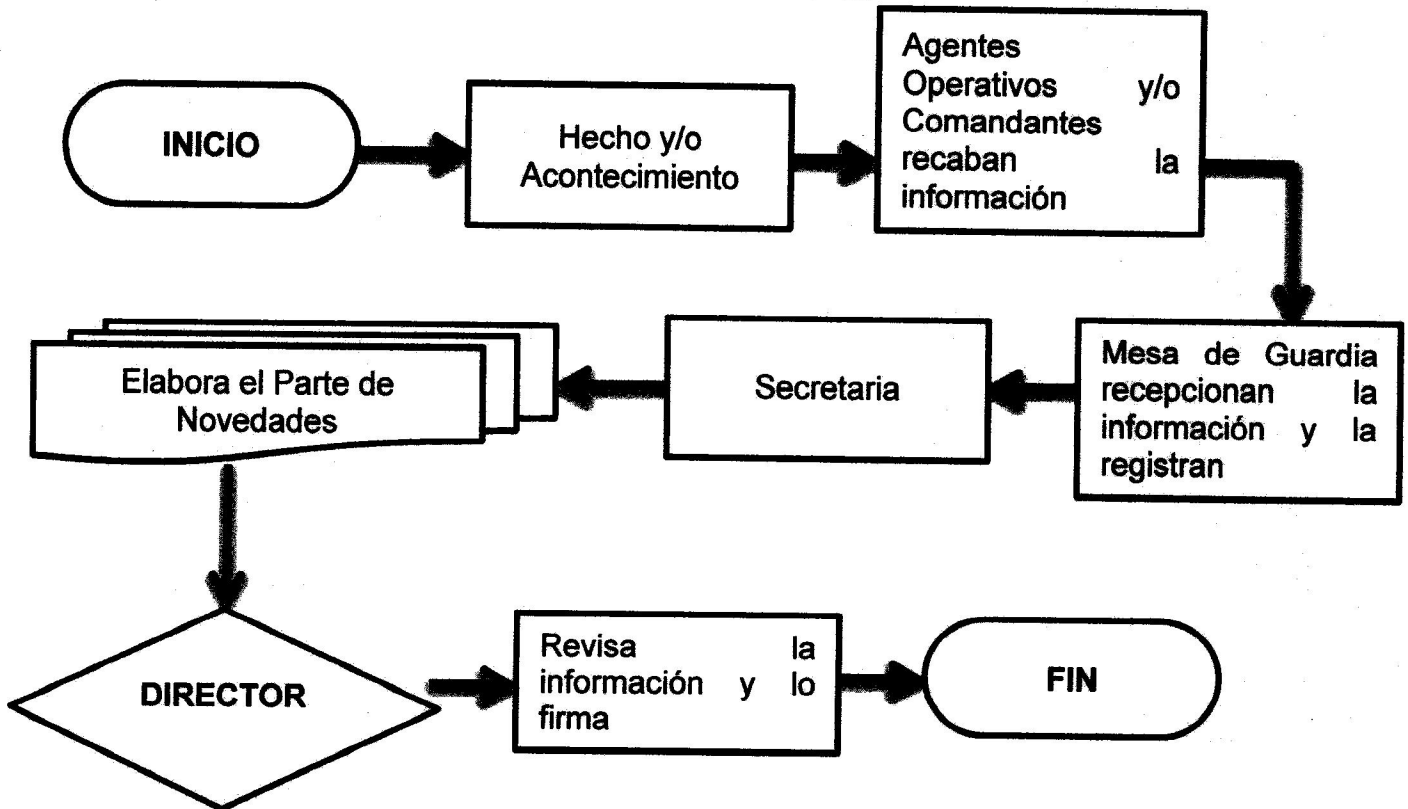 INICIO
Hecho y/o
Acontecimiento
Agentes
Operativos y/o
Comandantes
recaban la
información
Mesa de Guardia
recepcionan la
información y la
registran
Secretaria
Elabora el Parte de
Novedades
DIRECTOR
Revisa la
información y lo
firma
FIN